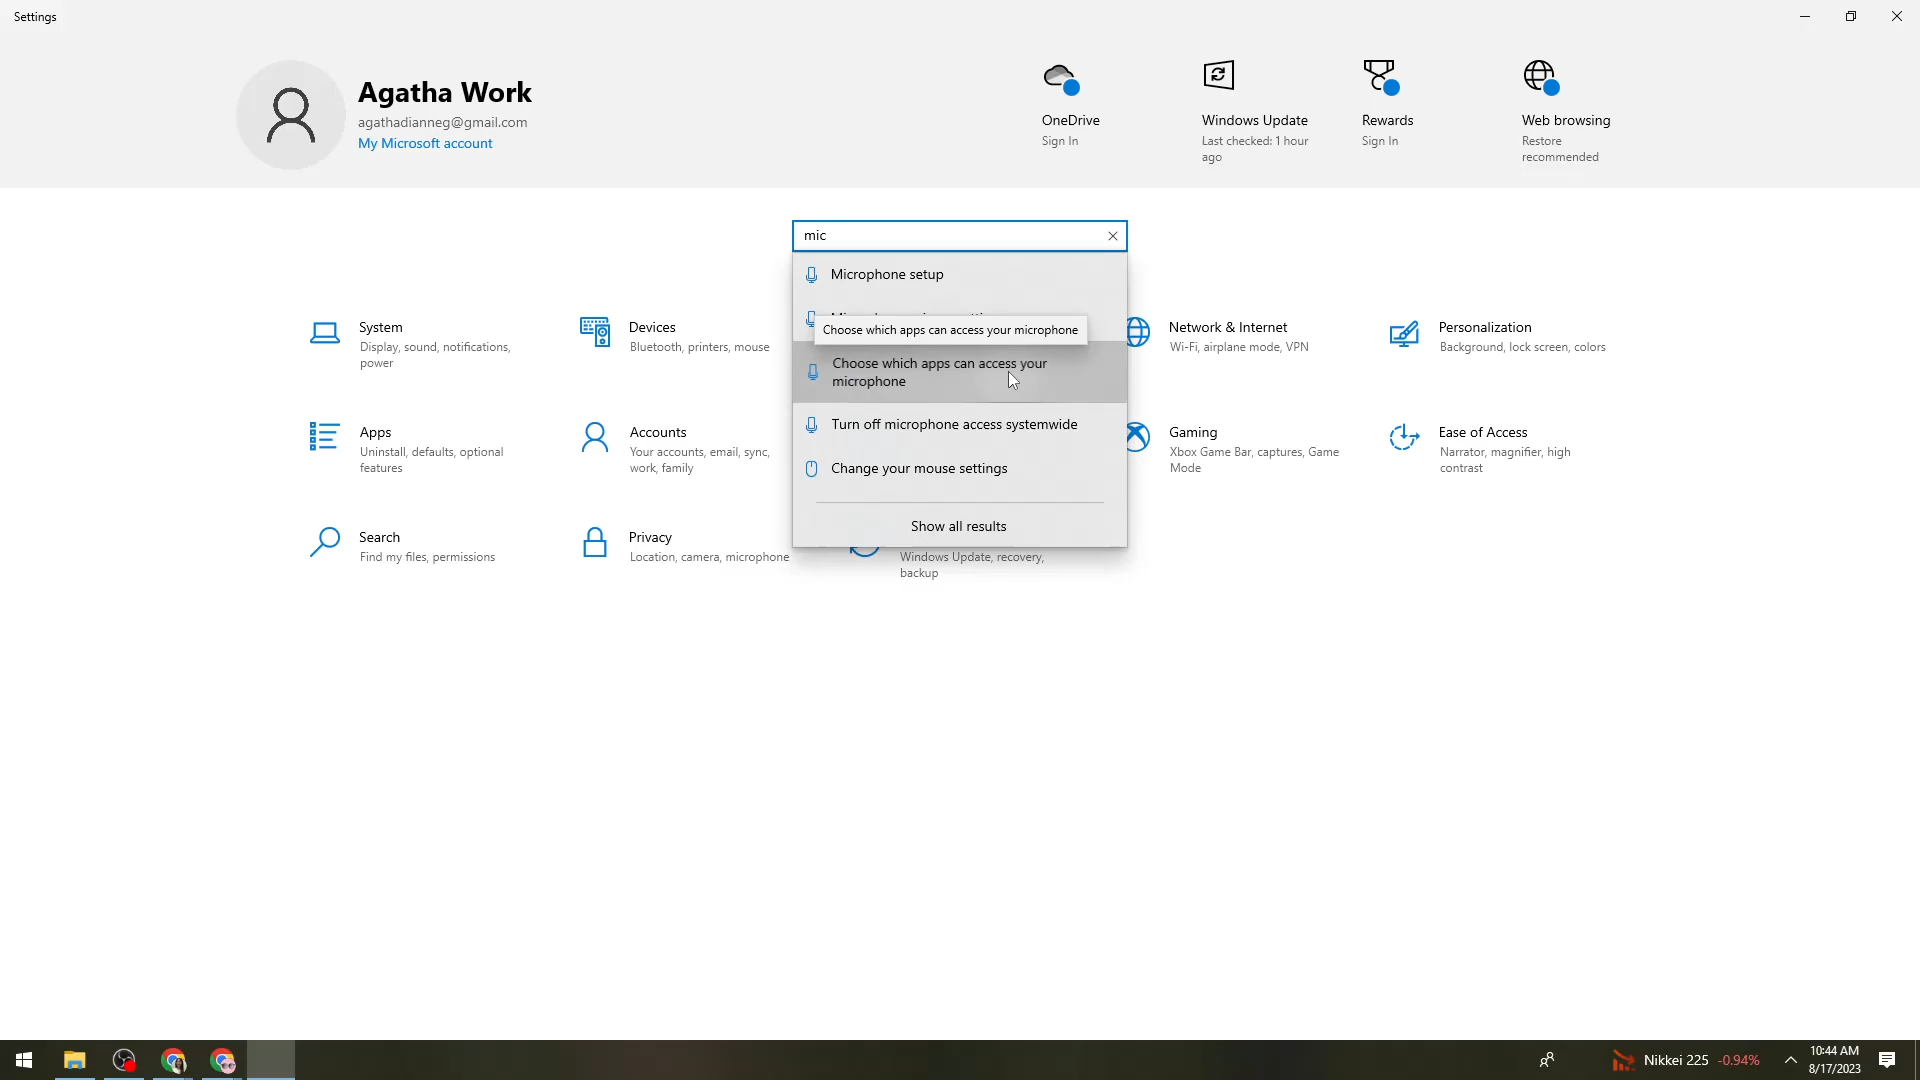 Settings
Agatha Work
agathadianneg@gmail.com
My Microsoft account
OneDrive
Sign In
Windows Update
Last checked: 1 hour
ago
Rewards
Sign In
Web browsing
Restore
recommended
mic
Microphone setup
Choose which apps can access your microphone
Choose which apps can access your
microphone
Turn off microphone access systemwide
Change your mouse settings
Show all results
System
Display, sound, notifications,
power
Devices
Bluetooth, printers, mouse
Network & Internet
Wi-Fi, airplane mode, VPN
Personalization
Background, lock screen, colors
Apps
Uninstall, defaults, optional
features
Accounts
Your accounts, email, sync,
work, family
Gaming
Xbox Game Bar, captures, Game
Mode
Ease of Access
Narrator, magnifier, high
contrast
Search
Find my files, permissions
Privacy
Location, camera, microphone
Windows Update, recovery,
backup
Nikkei 225 -0.94%
10:44 AM
8/17/2023